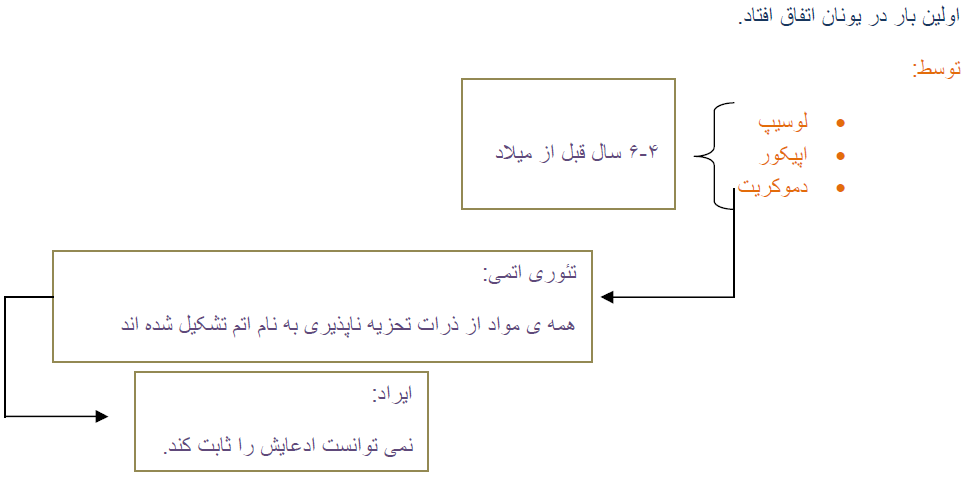 اولین بار در یونان اتفاق افتاد.
توسط:
• لوسیپ
• اپیکور
• دموکریت
۶-۴ سال قبل از میلاد
تئوری اتمی:
همه ی مواد از ذرات تحزیه ناپذیری به نام اتم تشکیل شده اند
ایراد:
نمی توانست ادعایش را ثابت کند.